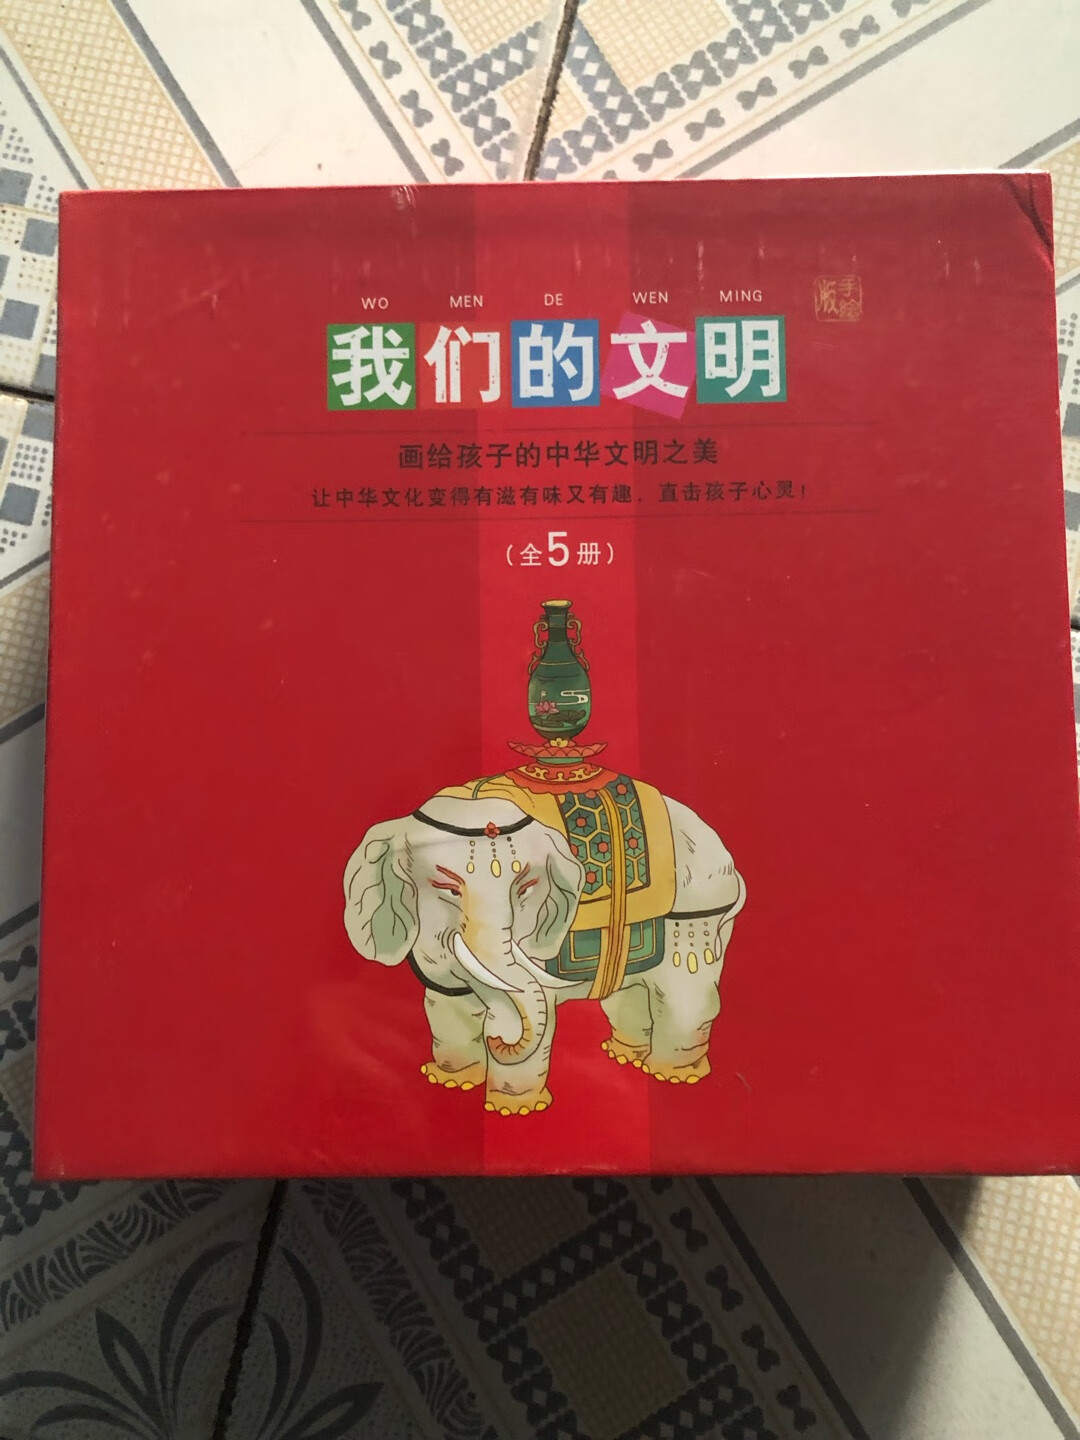 WO MEN DE WEN MING
我们的文明
手绘版
画给孩子的中华文明之美
让中华文化变得有滋有味又有趣，直击孩子心灵！
（全5册）